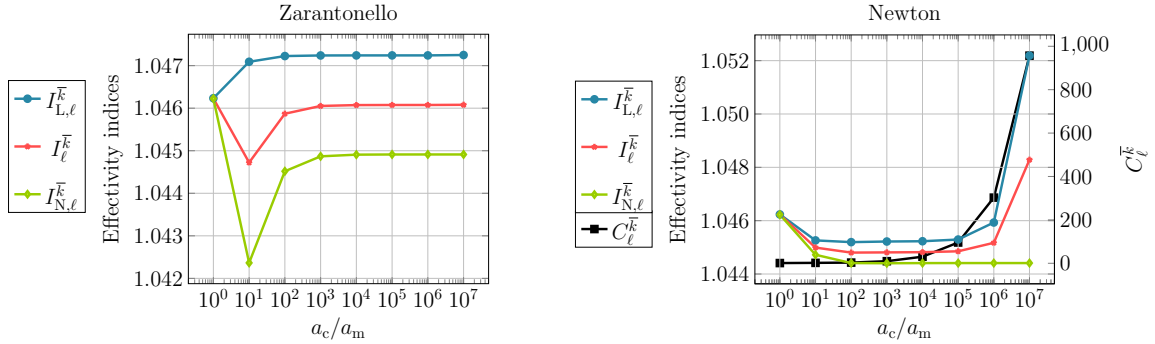 Zarantonello
1.047
1.046
1.045
1.044
1.043
1.042
10^0 10^1 10^2 10^3 10^4 10^5 10^6 10^7
a_c/a_m
Effectivity indices
I_{L,ℓ}^{k̅}
I_ℓ^{k̅}
I_{N,ℓ}^{k̅}
Newton
1.052
1.050
1.048
1.046
1.044
1,000
800
600
400
200
0
10^0 10^1 10^2 10^3 10^4 10^5 10^6 10^7
a_c/a_m
Effectivity indices
C_ℓ^{k̅}
I_{L,ℓ}^{k̅}
I_ℓ^{k̅}
I_{N,ℓ}^{k̅}
C_ℓ^{k̅}